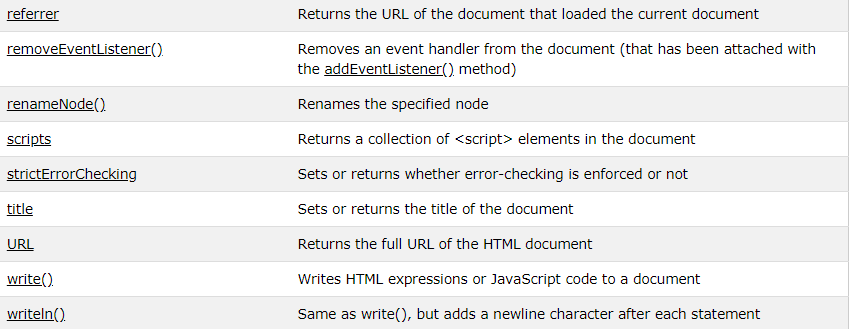 referrer Returns the URL of the document that loaded the current document
removeEventListener() Removes an event handler from the document (that has been attached with
the addEventListener() method)
renameNode() Renames the specified node
scripts Returns a collection of <script> elements in the document
strictErrorChecking Sets or returns whether error-checking is enforced or not
title Sets or returns the title of the document
URL Returns the full URL of the HTML document
write() Writes HTML expressions or JavaScript code to a document
writeln() Same as write(), but adds a newline character after each statement